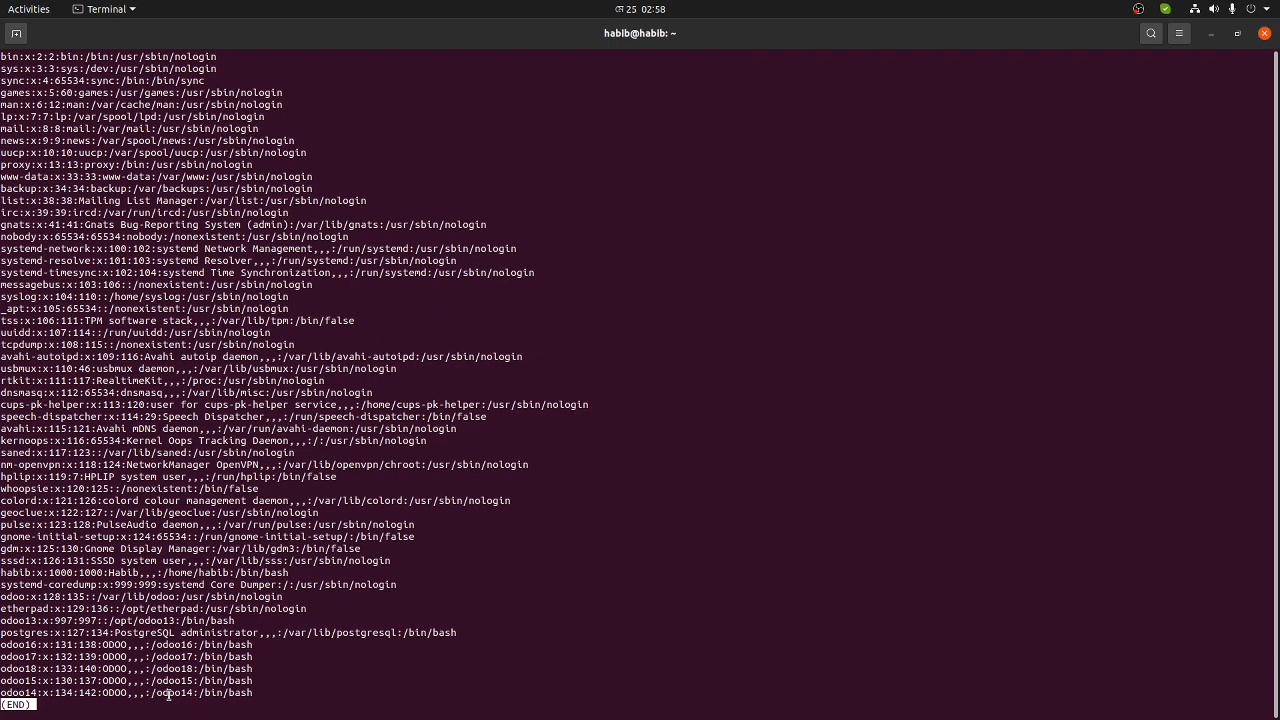 Activities
Terminal
মে 25 02:58
habib@habib: ~
bin:x:2:2:bin:/bin:/usr/sbin/nologin
sys:x:3:3:sys:/dev:/usr/sbin/nologin
sync:x:4:65534:sync:/bin:/bin/sync
games:x:5:60:games:/usr/games:/usr/sbin/nologin
man:x:6:12:man:/var/cache/man:/usr/sbin/nologin
lp:x:7:7:lp:/var/spool/lpd:/usr/sbin/nologin
mail:x:8:8:mail:/var/mail:/usr/sbin/nologin
news:x:9:9:news:/var/spool/news:/usr/sbin/nologin
uucp:x:10:10:uucp:/var/spool/uucp:/usr/sbin/nologin
proxy:x:13:13:proxy:/bin:/usr/sbin/nologin
www-data:x:33:33:www-data:/var/www:/usr/sbin/nologin
backup:x:34:34:backup:/var/backups:/usr/sbin/nologin
list:x:38:38:Mailing List Manager:/var/list:/usr/sbin/nologin
irc:x:39:39:ircd:/var/run/ircd:/usr/sbin/nologin
gnats:x:41:41:Gnats Bug-Reporting System (admin):/var/lib/gnats:/usr/sbin/nologin
nobody:x:65534:65534:nobody:/nonexistent:/usr/sbin/nologin
systemd-network:x:100:102:systemd Network Management,,,:/run/systemd:/usr/sbin/nologin
systemd-resolve:x:101:103:systemd Resolver,,,:/run/systemd:/usr/sbin/nologin
systemd-timesync:x:102:104:systemd Time Synchronization,,,:/run/systemd:/usr/sbin/nologin
messagebus:x:103:106::/nonexistent:/usr/sbin/nologin
syslog:x:104:110::/home/syslog:/usr/sbin/nologin
_apt:x:105:65534::/nonexistent:/usr/sbin/nologin
tss:x:106:111:TPM software stack,,,:/var/lib/tpm:/bin/false
uuidd:x:107:114::/run/uuidd:/usr/sbin/nologin
tcpdump:x:108:115::/nonexistent:/usr/sbin/nologin
avahi-autoipd:x:109:116:Avahi autoip daemon,,,:/var/lib/avahi-autoipd:/usr/sbin/nologin
usbmux:x:110:46:usbmux daemon,,,:/var/lib/usbmux:/usr/sbin/nologin
rtkit:x:111:117:RealtimeKit,,,:/proc:/usr/sbin/nologin
dnsmasq:x:112:65534:dnsmasq,,,:/var/lib/misc:/usr/sbin/nologin
cups-pk-helper:x:113:120:user for cups-pk-helper service,,,:/home/cups-pk-helper:/usr/sbin/nologin
speech-dispatcher:x:114:29:Speech Dispatcher,,,:/run/speech-dispatcher:/bin/false
avahi:x:115:121:Avahi mDNS daemon,,,:/var/run/avahi-daemon:/usr/sbin/nologin
kernoops:x:116:65534:Kernel Oops Tracking Daemon,,,:/:/usr/sbin/nologin
saned:x:117:123::/var/lib/saned:/usr/sbin/nologin
nm-openvpn:x:118:124:NetworkManager OpenVPN,,,:/var/lib/openvpn/chroot:/usr/sbin/nologin
hplip:x:119:7:HPLIP system user,,,:/run/hplip:/bin/false
whoopsie:x:120:125::/nonexistent:/bin/false
colord:x:121:126:colord colour management daemon,,,:/var/lib/colord:/usr/sbin/nologin
geoclue:x:122:127::/var/lib/geoclue:/usr/sbin/nologin
pulse:x:123:128:PulseAudio daemon,,,:/var/run/pulse:/usr/sbin/nologin
gnome-initial-setup:x:124:65534::/run/gnome-initial-setup/:/bin/false
gdm:x:125:130:Gnome Display Manager:/var/lib/gdm3:/bin/false
sssd:x:126:131:SSSD system user,,,:/var/lib/sss:/usr/sbin/nologin
habib:x:1000:1000:Habib,,,:/home/habib:/bin/bash
systemd-coredump:x:999:999:systemd Core Dumper:/:/usr/sbin/nologin
odoo:x:128:135::/var/lib/odoo:/usr/sbin/nologin
etherpad:x:129:136::/opt/etherpad:/usr/sbin/nologin
odoo13:x:997:997::/opt/odoo13:/bin/bash
postgres:x:127:134:PostgreSQL administrator,,,:/var/lib/postgresql:/bin/bash
odoo16:x:131:138:ODOO,,,:/odoo16:/bin/bash
odoo17:x:132:139:ODOO,,,:/odoo17:/bin/bash
odoo18:x:133:140:ODOO,,,:/odoo18:/bin/bash
odoo15:x:130:137:ODOO,,,:/odoo15:/bin/bash
odoo14:x:134:142:ODOO,,,:/odoo14:/bin/bash
(END)